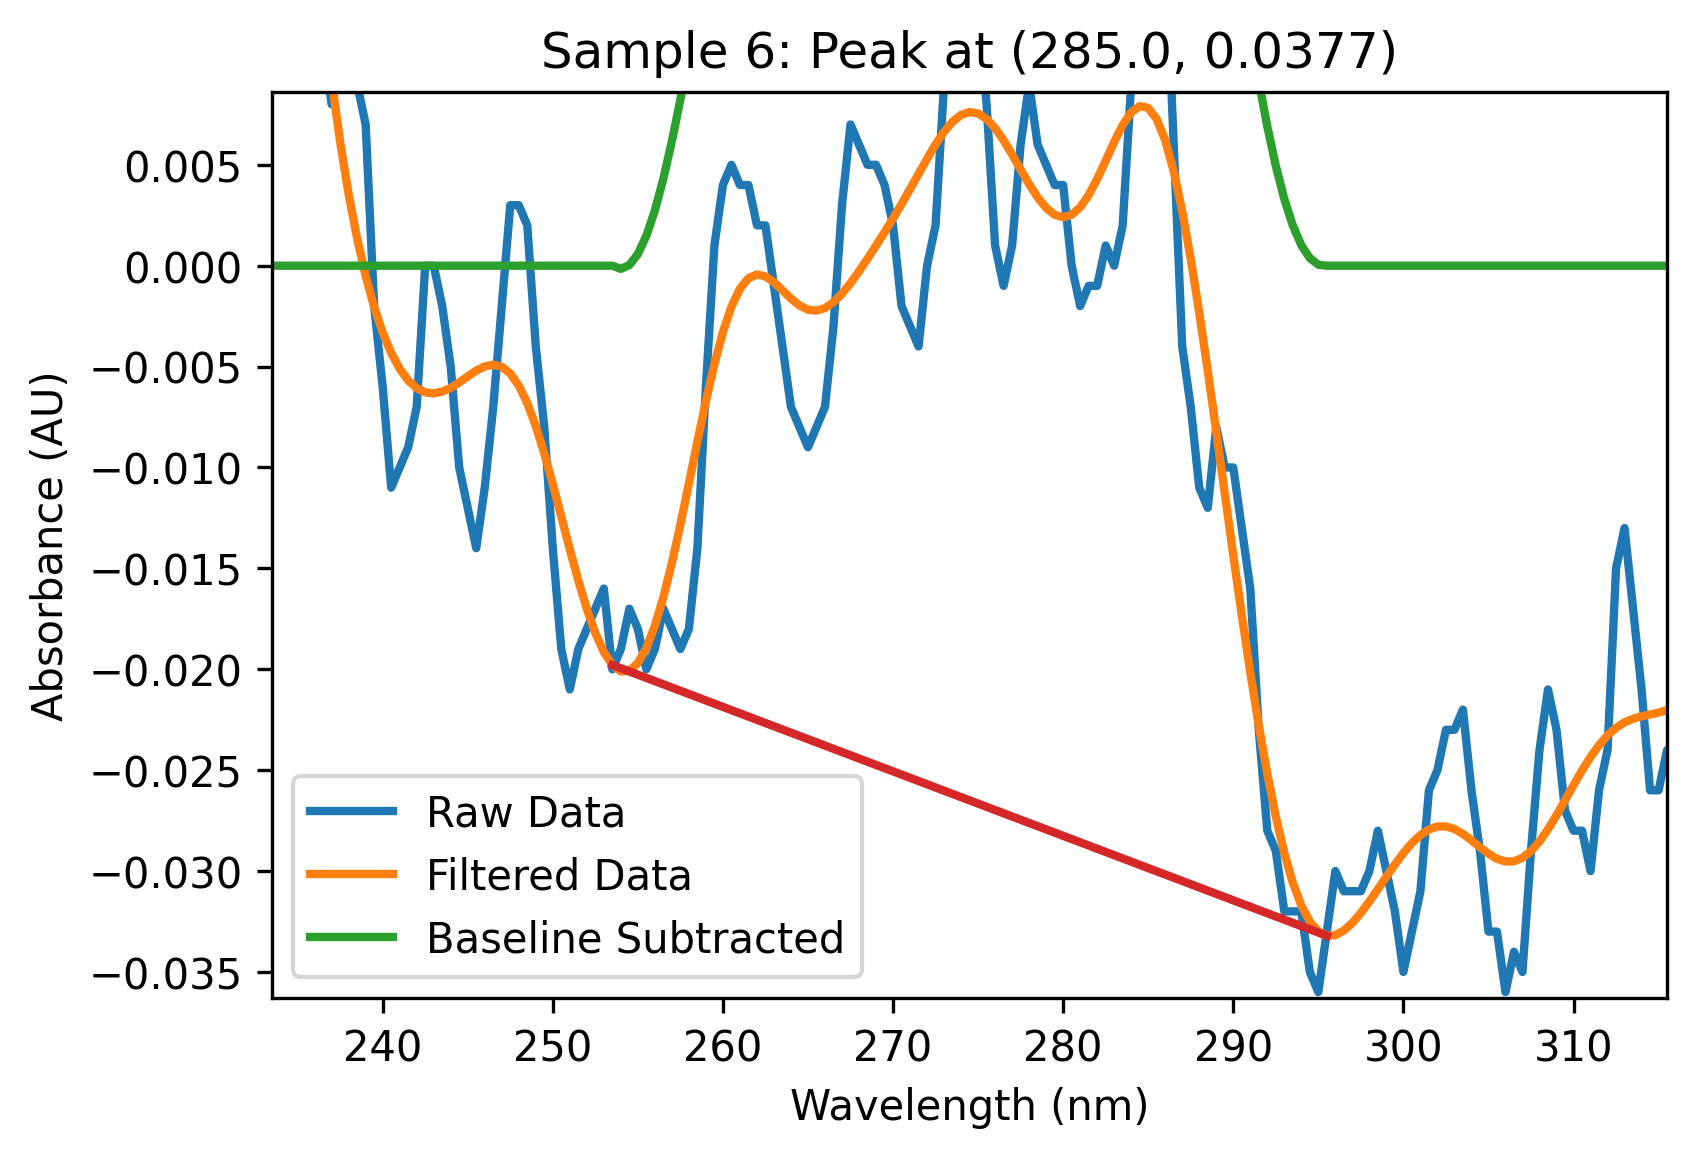 Sample 6: Peak at (285.0, 0.0377)
0.005
0.000
−0.005
−0.010
−0.015
−0.020
−0.025
−0.030
−0.035
Absorbance (AU)
Raw Data
Filtered Data
Baseline Subtracted
240 250 260 270 280 290 300 310
Wavelength (nm)